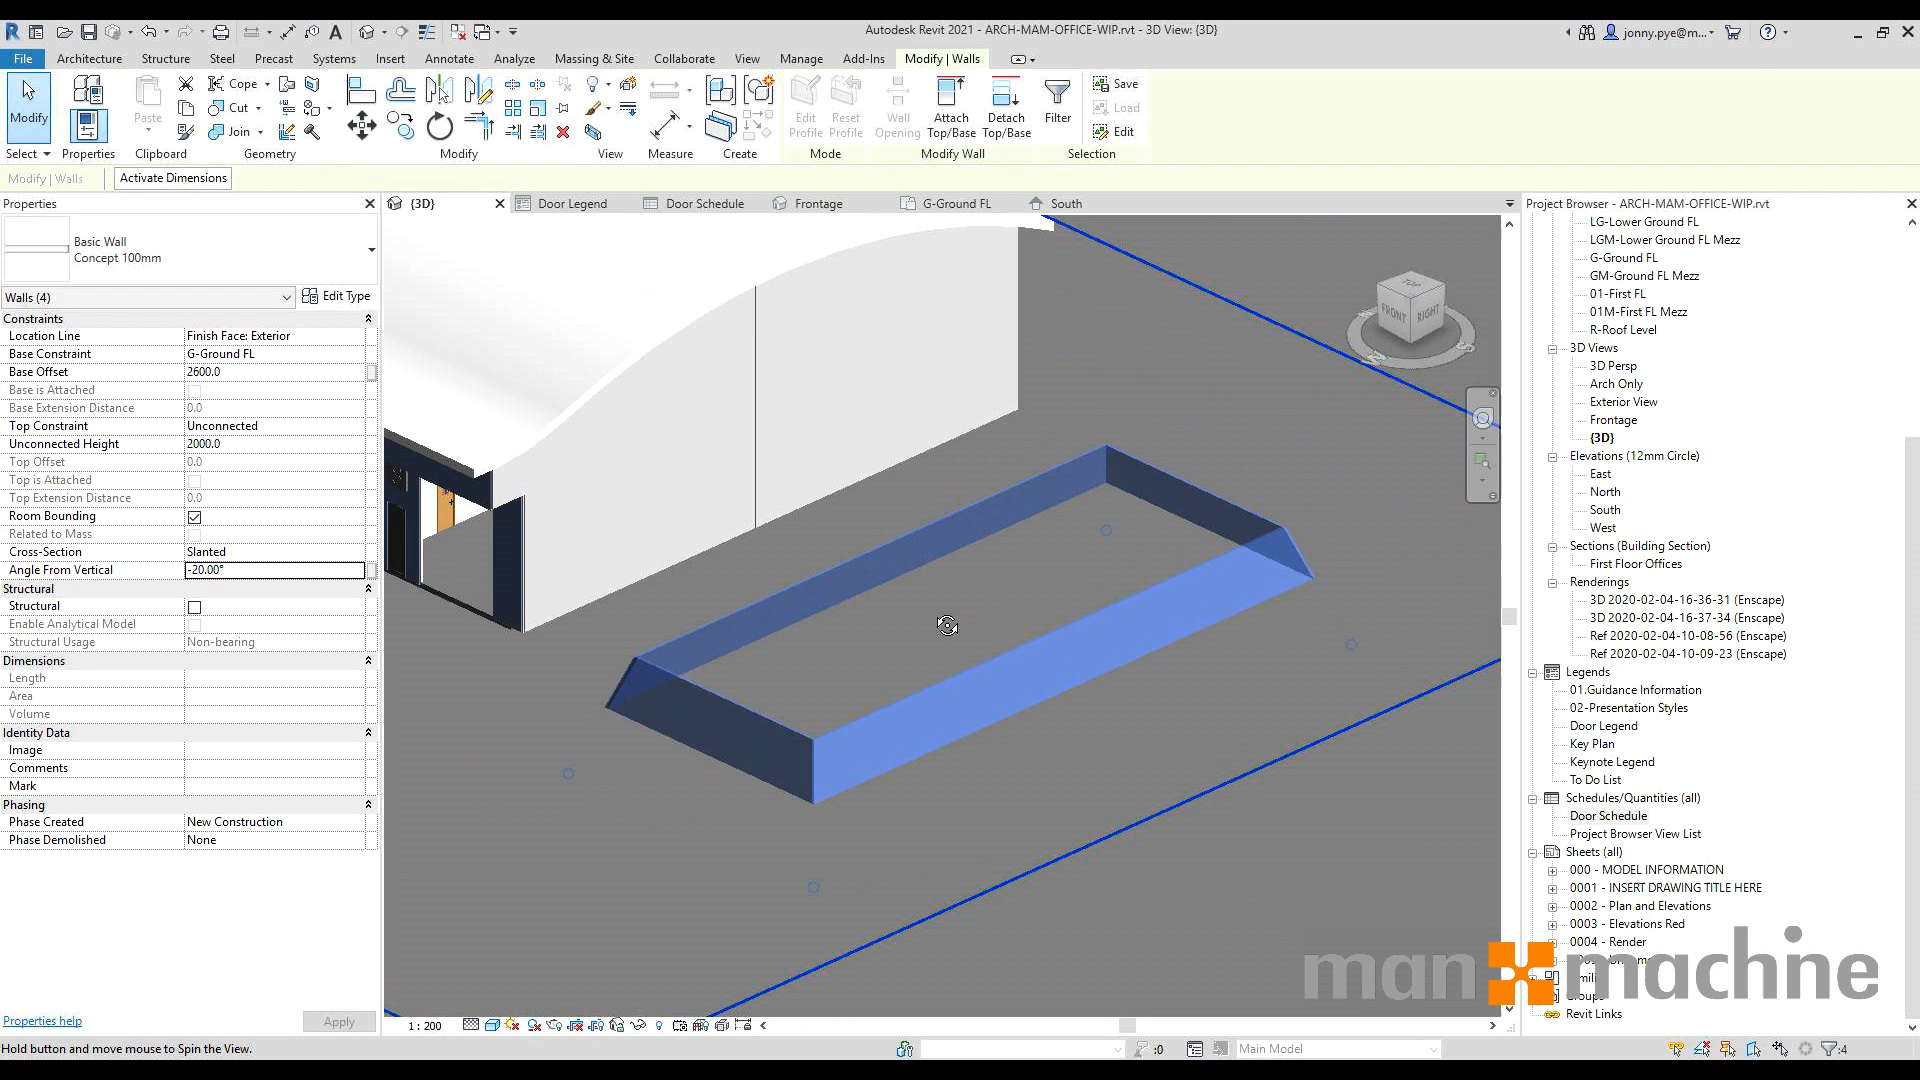 Autodesk Revit 2021 - ARCH-MAM-OFFICE-WIP.rvt - 3D View: {3D}
jonny.pye@m...
File Architecture Structure Steel Precast Systems Insert Annotate Analyze Massing & Site Collaborate View Manage Add-Ins Modify | Walls
Modify
Paste
Cope
Cut
Join
Edit Profile
Reset Profile
Wall Opening
Attach Top/Base
Detach Top/Base
Filter
Save
Load
Edit
Select Properties Clipboard Geometry Modify View Measure Create Mode Modify Wall Selection
Modify | Walls Activate Dimensions
Properties
{3D} Door Legend Door Schedule Frontage G-Ground FL South
Basic Wall
Concept 100mm
Walls (4) Edit Type
Constraints
Location Line Finish Face: Exterior
Base Constraint G-Ground FL
Base Offset 2600.0
Base is Attached
Base Extension Distance 0.0
Top Constraint Unconnected
Unconnected Height 2000.0
Top Offset 0.0
Top is Attached
Top Extension Distance 0.0
Room Bounding
Related to Mass
Cross-Section Slanted
Angle From Vertical -20.00°
Structural
Structural
Enable Analytical Model
Structural Usage Non-bearing
Dimensions
Length
Area
Volume
Identity Data
Image
Comments
Mark
Phasing
Phase Created New Construction
Phase Demolished None
Properties help Apply
TOP
FRONT
RIGHT
1 : 200
Project Browser - ARCH-MAM-OFFICE-WIP.rvt
LG-Lower Ground FL
LGM-Lower Ground FL Mezz
G-Ground FL
GM-Ground FL Mezz
01-First FL
01M-First FL Mezz
R-Roof Level
3D Views
3D Persp
Arch Only
Exterior View
Frontage
{3D}
Elevations (12mm Circle)
East
North
South
West
Sections (Building Section)
First Floor Offices
Renderings
3D 2020-02-04-16-36-31 (Enscape)
3D 2020-02-04-16-37-34 (Enscape)
Ref 2020-02-04-10-08-56 (Enscape)
Ref 2020-02-04-10-09-23 (Enscape)
Legends
01.Guidance Information
02-Presentation Styles
Door Legend
Key Plan
Keynote Legend
To Do List
Schedules/Quantities (all)
Door Schedule
Project Browser View List
Sheets (all)
000 - MODEL INFORMATION
0001 - INSERT DRAWING TITLE HERE
0002 - Plan and Elevations
0003 - Elevations Red
0004 - Render
Groups
Revit Links
man machine
Hold button and move mouse to Spin the View.
:0
Main Model
:4